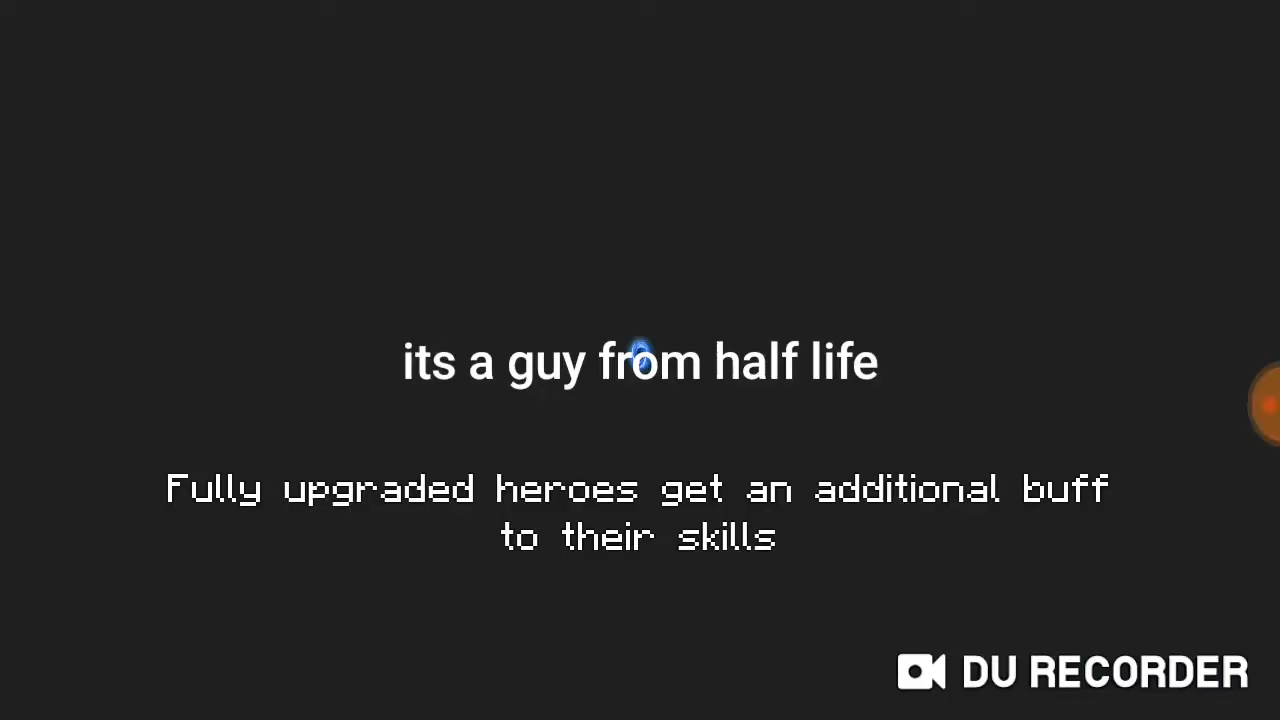 its a guy from half life
Fully upgraded heroes get an additional buff
to their skills
DU RECORDER